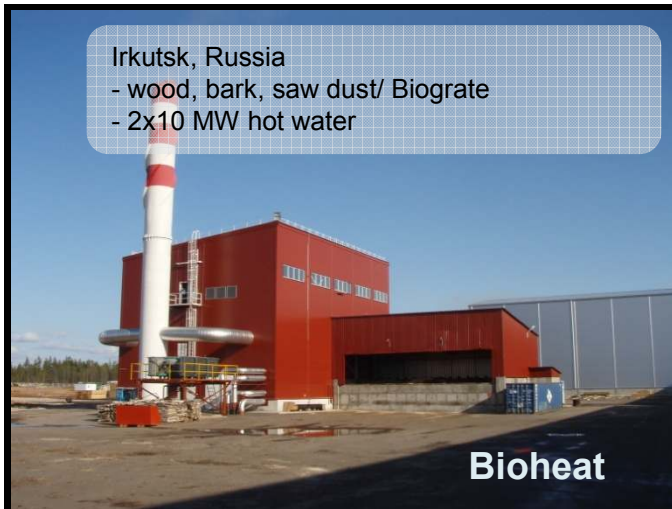 Irkutsk, Russia
- wood, bark, saw dust/ Biograte
- 2x10 MW hot water
Bioheat